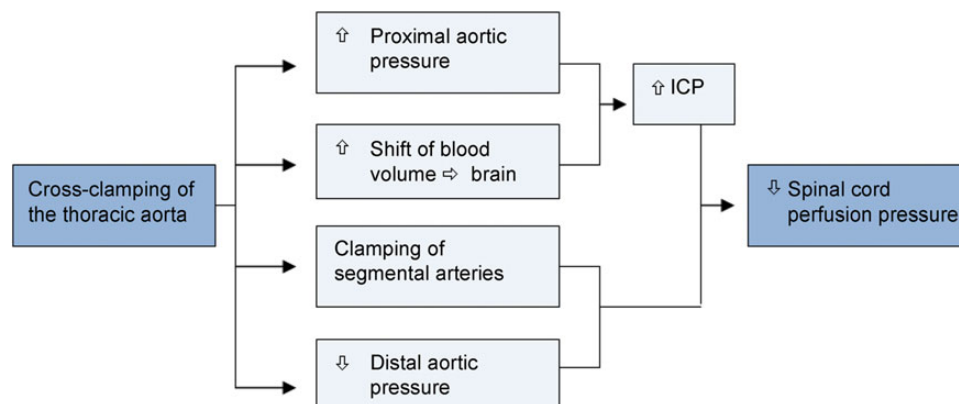 ⇧ Proximal aortic
pressure
⇧ Shift of blood
volume ⇨ brain
Cross-clamping of
the thoracic aorta
Clamping of
segmental arteries
⇩ Distal aortic
pressure
⇧ ICP
⇩ Spinal cord
perfusion pressure